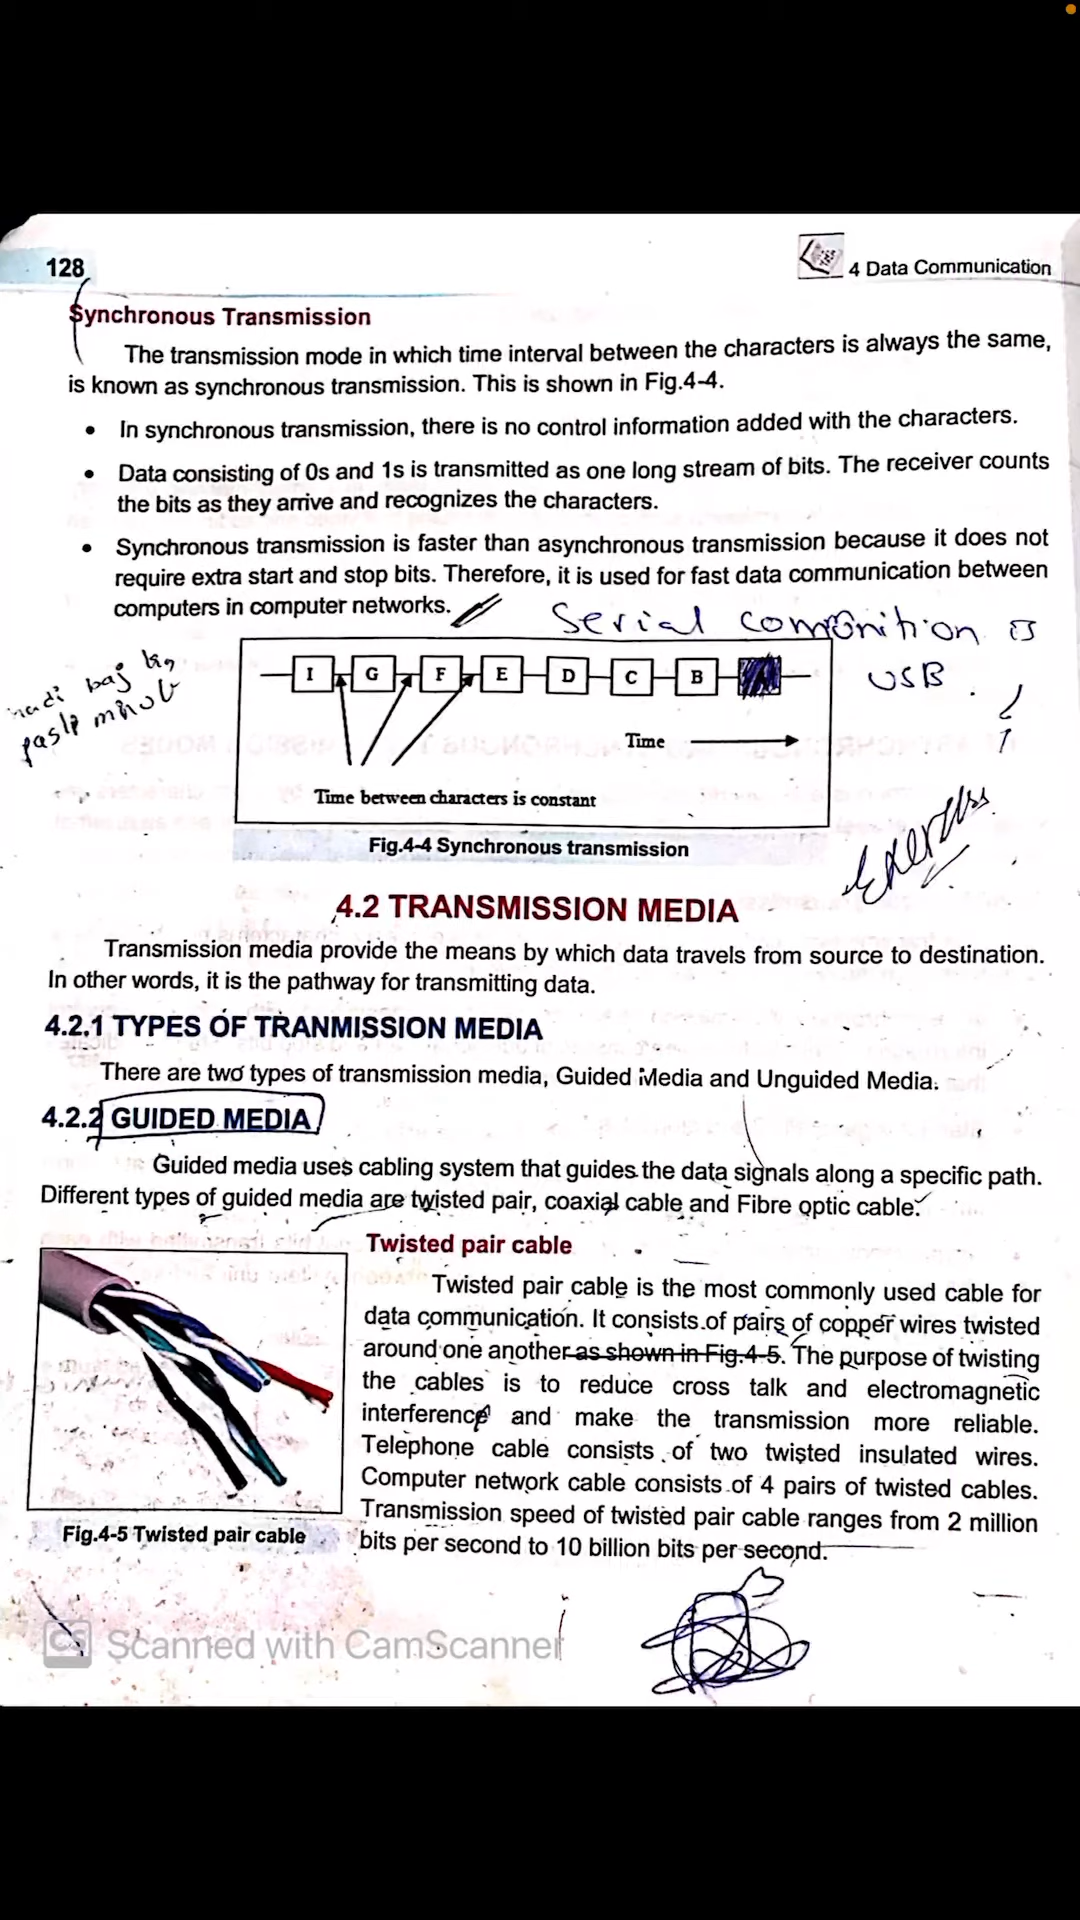 128
4 Data Communication
Synchronous Transmission
The transmission mode in which time interval between the characters is always the same,
is known as synchronous transmission. This is shown in Fig.4-4.
• In synchronous transmission, there is no control information added with the characters.
• Data consisting of 0s and 1s is transmitted as one long stream of bits. The receiver counts
the bits as they arrive and recognizes the characters.
• Synchronous transmission is faster than asynchronous transmission because it does not
require extra start and stop bits. Therefore, it is used for fast data communication between
computers in computer networks.
Serial
USB
I G F E D C B A
Time
Time between characters is constant
Fig.4-4 Synchronous transmission
4.2 TRANSMISSION MEDIA
Transmission media provide the means by which data travels from source to destination.
In other words, it is the pathway for transmitting data.
4.2.1 TYPES OF TRANMISSION MEDIA
There are two types of transmission media, Guided Media and Unguided Media.
4.2.2 GUIDED MEDIA
Guided media uses cabling system that guides the data signals along a specific path.
Different types of guided media are twisted pair, coaxial cable and Fibre optic cable.
Twisted pair cable
Twisted pair cable is the most commonly used cable for
data communication. It consists of pairs of copper wires twisted
around one another as shown in Fig.4-5. The purpose of twisting
the cables is to reduce cross talk and electromagnetic
interference and make the transmission more reliable.
Telephone cable consists of two twisted insulated wires.
Computer network cable consists of 4 pairs of twisted cables.
Transmission speed of twisted pair cable ranges from 2 million
bits per second to 10 billion bits per second.
Fig.4-5 Twisted pair cable
CS Scanned with CamScanner